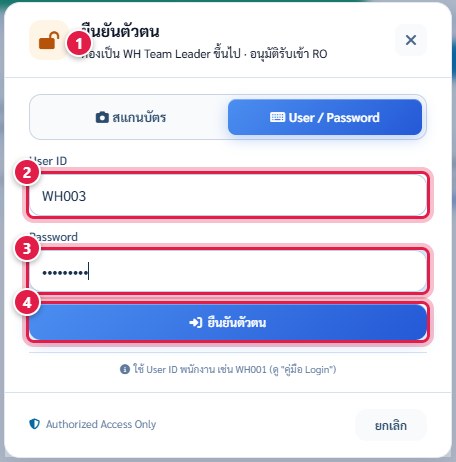 ยืนยันตัวตน
1
ต้องเป็น WH Team Leader ขึ้นไป · อนุมัติรับเข้า RO
สแกนบัตร
User / Password
User ID
2
WH003
Password
3
•••••••••
4
ยืนยันตัวตน
ใช้ User ID พนักงาน เช่น WH001 (ดู "คู่มือ Login")
Authorized Access Only
ยกเลิก